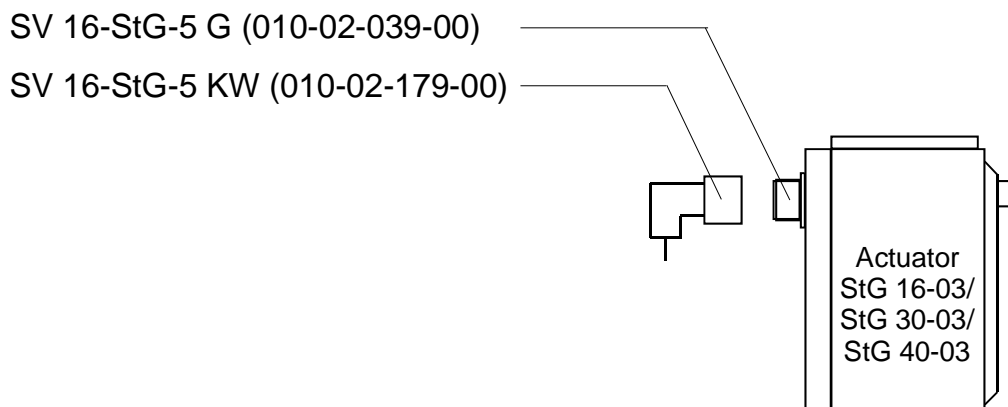 SV 16-StG-5 G (010-02-039-00)
SV 16-StG-5 KW (010-02-179-00)
Actuator
StG 16-03/
StG 30-03/
StG 40-03